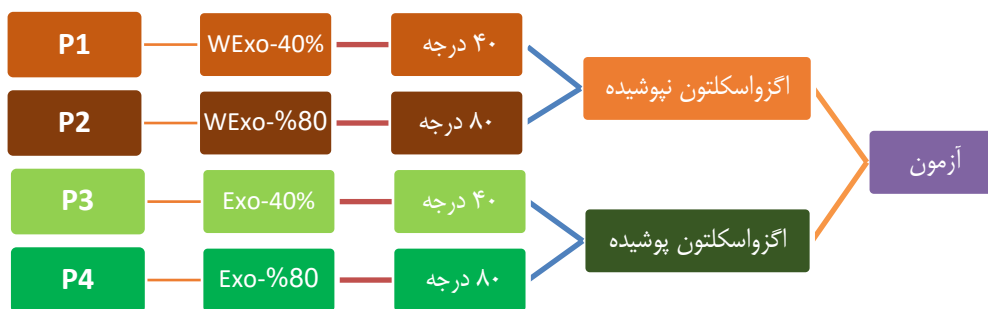 P1
WExo-40%
۴۰ درجه
P2
WExo-%80
۸۰ درجه
اگزواسکلتون نپوشیده
آزمون
P3
Exo-40%
۴۰ درجه
P4
Exo-%80
۸۰ درجه
اگزواسکلتون پوشیده